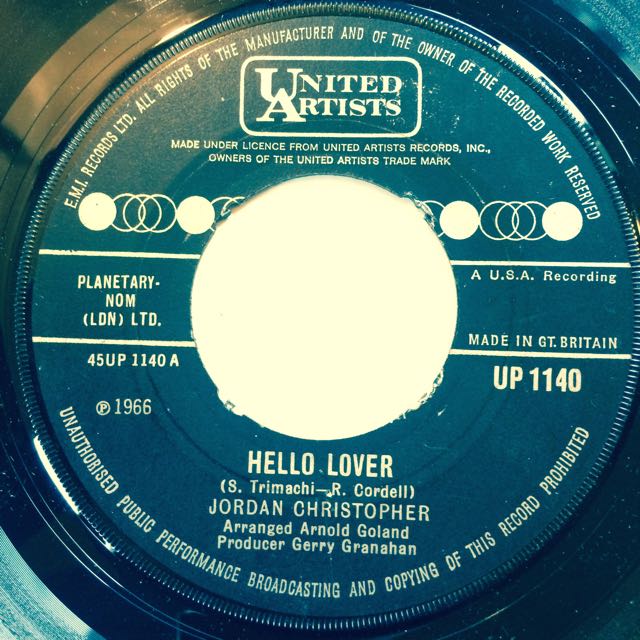 E.M.I. RECORDS LTD. ALL RIGHTS OF THE MANUFACTURER AND OF THE OWNER OF THE RECORDED WORK RESERVED
UNITED
ARTISTS
MADE UNDER LICENCE FROM UNITED ARTISTS RECORDS, INC.,
OWNERS OF THE UNITED ARTISTS TRADE MARK
PLANETARY-
NOM
(LDN) LTD.
A U.S.A. Recording
45UP 1140 A
MADE IN GT. BRITAIN
UP 1140
℗ 1966
HELLO LOVER
(S. Trimachi—R. Cordell)
JORDAN CHRISTOPHER
Arranged Arnold Goland
Producer Gerry Granahan
UNAUTHORISED PUBLIC PERFORMANCE BROADCASTING AND COPYING OF THIS RECORD PROHIBITED